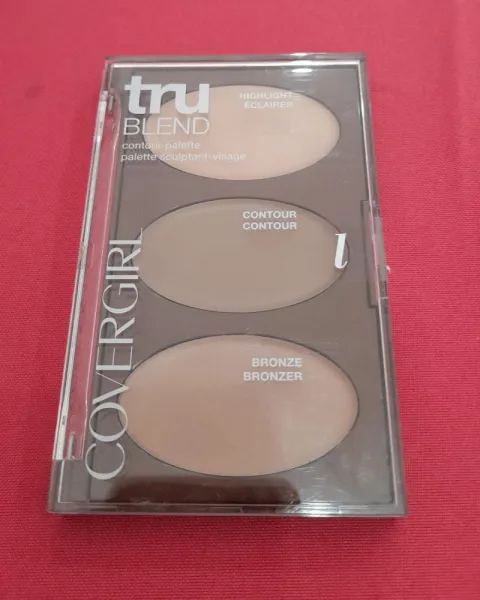 tru
BLEND
contour palette
palette sculptant visage
HIGHLIGHT
ÉCLAIRER
CONTOUR
CONTOUR
l
BRONZE
BRONZER
COVERGIRL